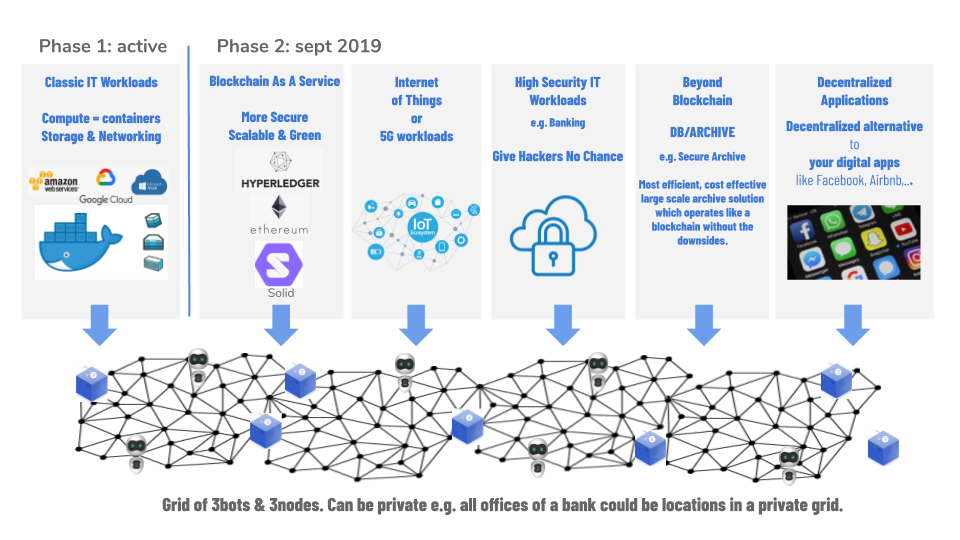 Phase 1: active
Phase 2: sept 2019
Classic IT Workloads
Compute = containers
Storage & Networking
amazon
web services
Google Cloud
Blockchain As A Service
More Secure
Scalable & Green
HYPERLEDGER
ethereum
Solid
Internet
of Things
or
5G workloads
IoT
ecosystem
High Security IT
Workloads
e.g. Banking
Give Hackers No Chance
Beyond
Blockchain
DB/ARCHIVE
e.g. Secure Archive
Most efficient, cost effective
large scale archive solution
which operates like a
blockchain without the
downsides.
Decentralized
Applications
Decentralized alternative
to
your digital apps
like Facebook, Airbnb,...
Facebook
WhatsApp
Telegram
YouTube
Messenger
Grid of 3bots & 3nodes. Can be private e.g. all offices of a bank could be locations in a private grid.